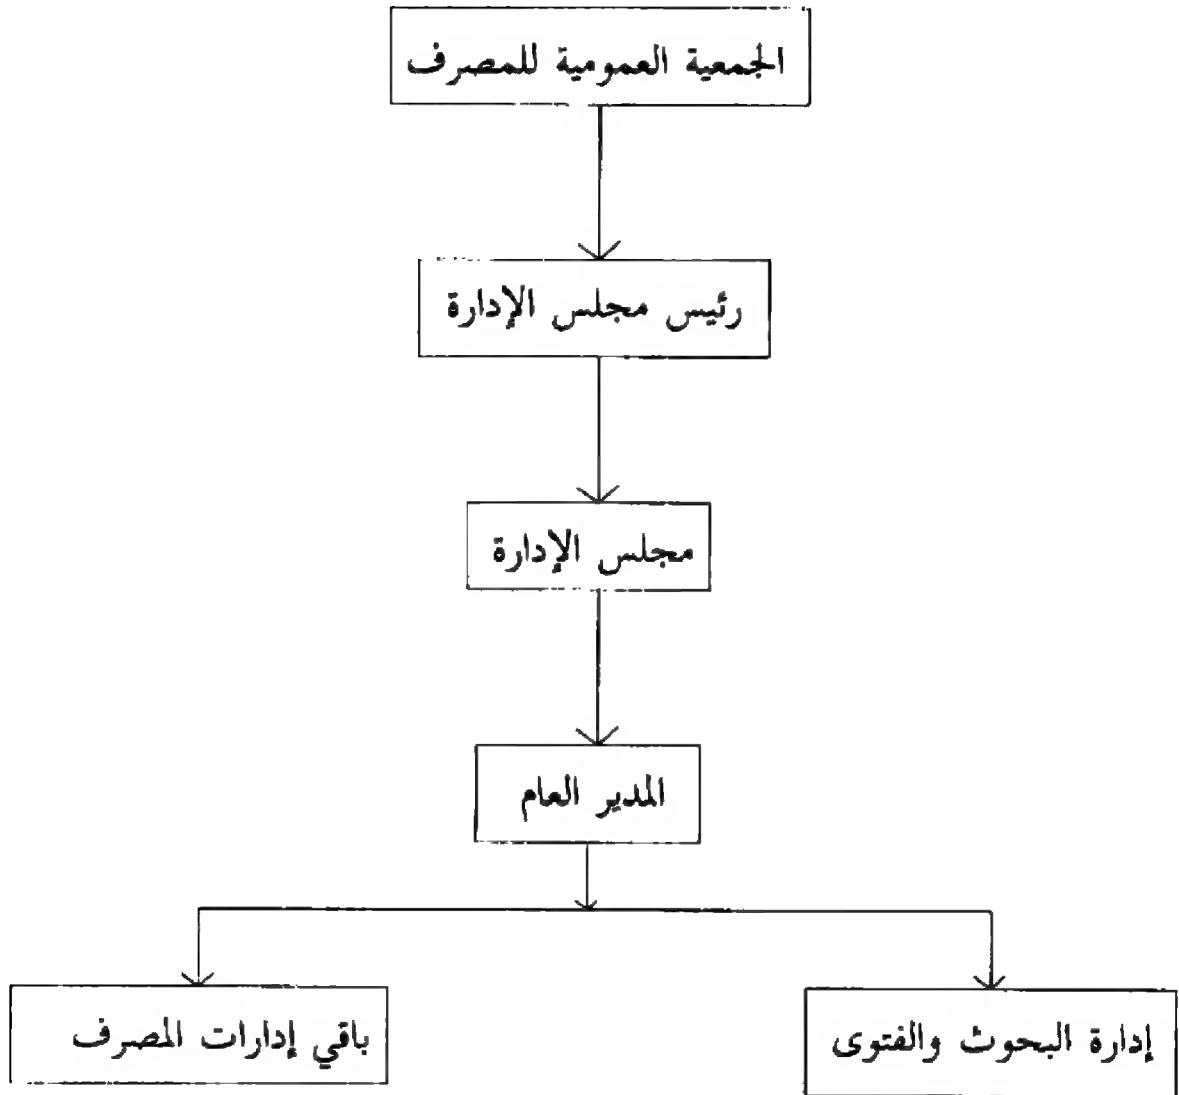 الجمعية العمومية للمصرف
رئيس مجلس الإدارة
مجلس الإدارة
المدير العام
إدارة البحوث والفتوى
باقي إدارات المصرف